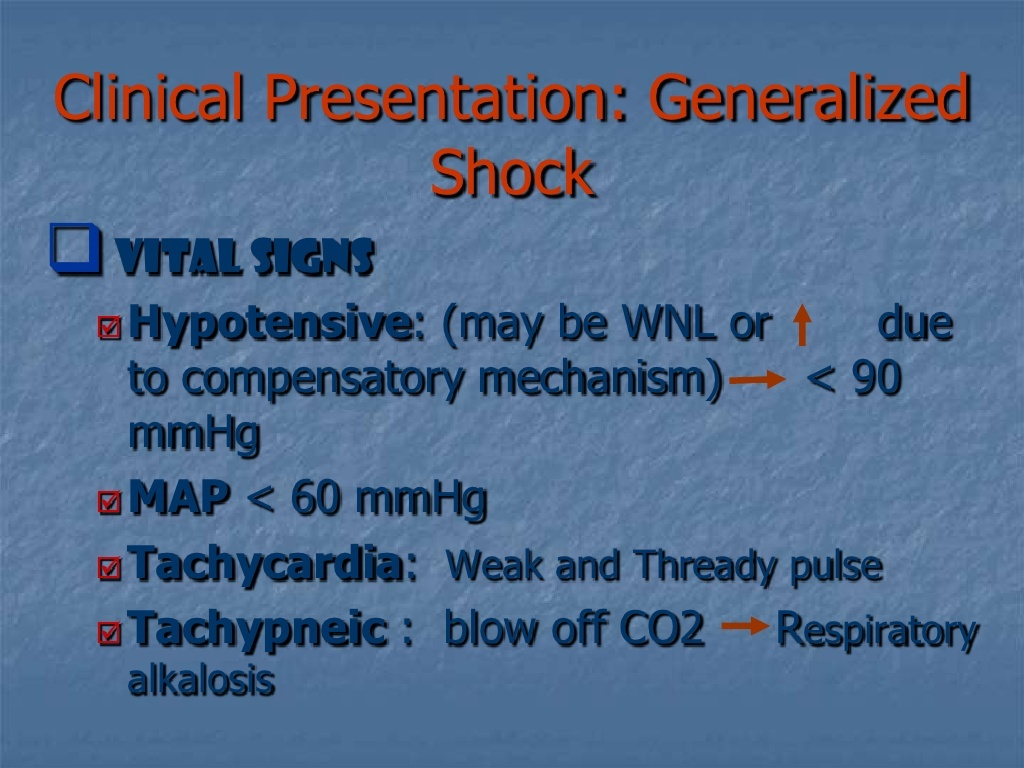 Clinical Presentation: Generalized
Shock
VITAL SIGNS
Hypotensive: (may be WNL or ↑ due
to compensatory mechanism) → < 90
mmHg
MAP < 60 mmHg
Tachycardia: Weak and Thready pulse
Tachypneic : blow off CO2 → Respiratory
alkalosis